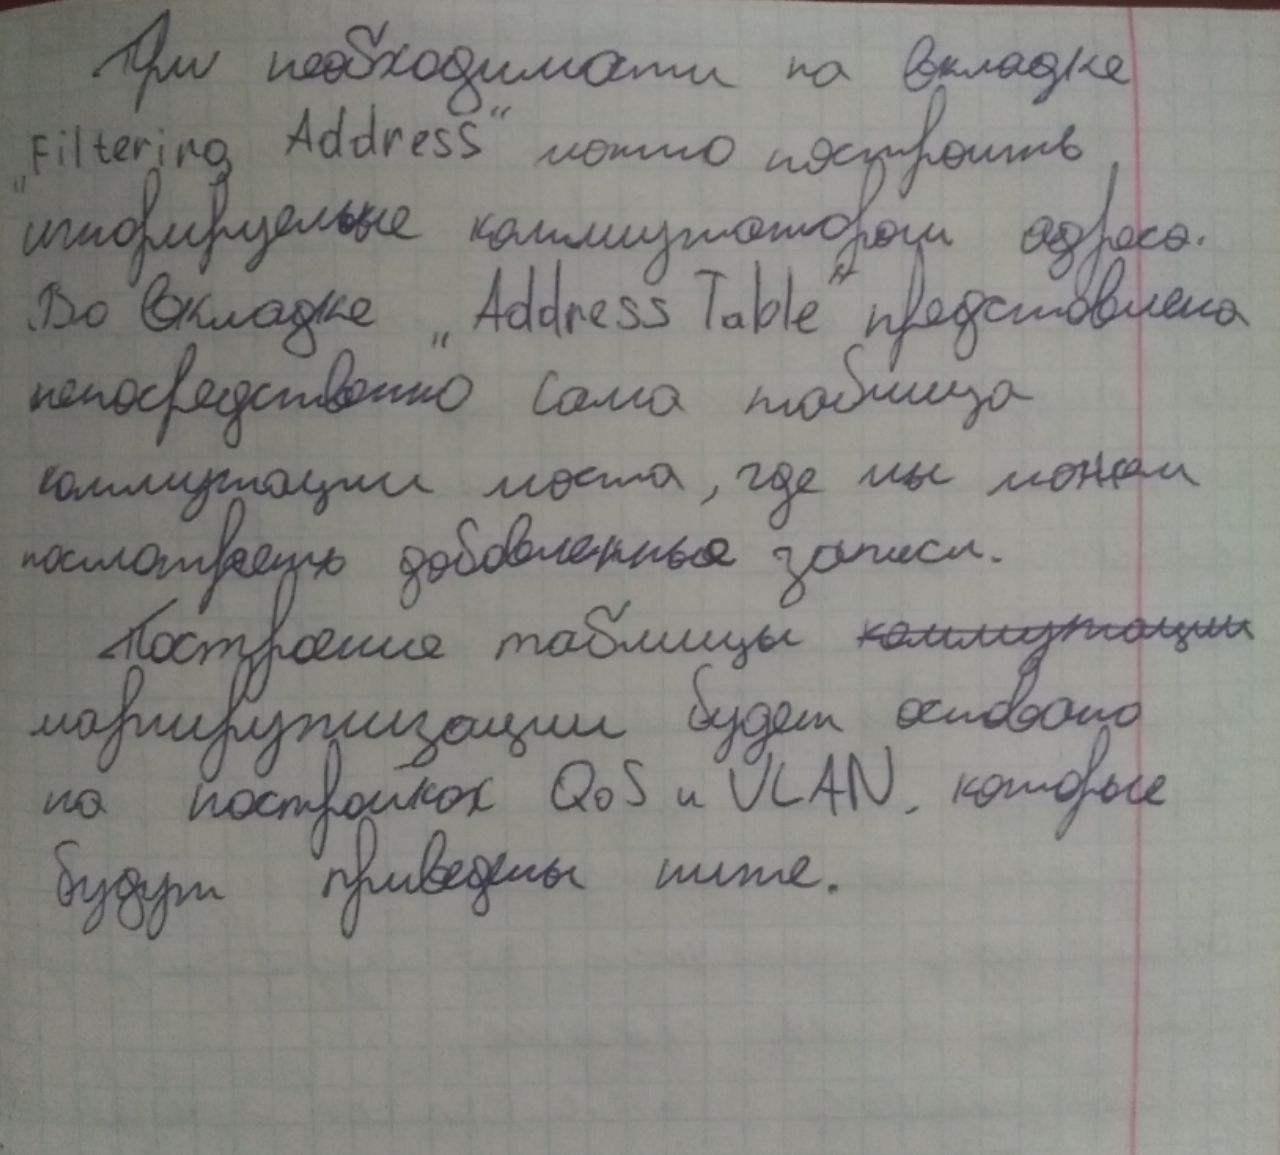 При необходимости на вкладке
„Filtering Address“ можно настроить
игнорируемые коммутатором адреса.
Во вкладке „Address Table“ представлена
непосредственно сама таблица
коммутации моста, где мы можем
посмотреть добавленные записи.
Построение таблицы коммутации
маршрутизации будет основано
на настройках QoS и VLAN, которые
будут приведены ниже.